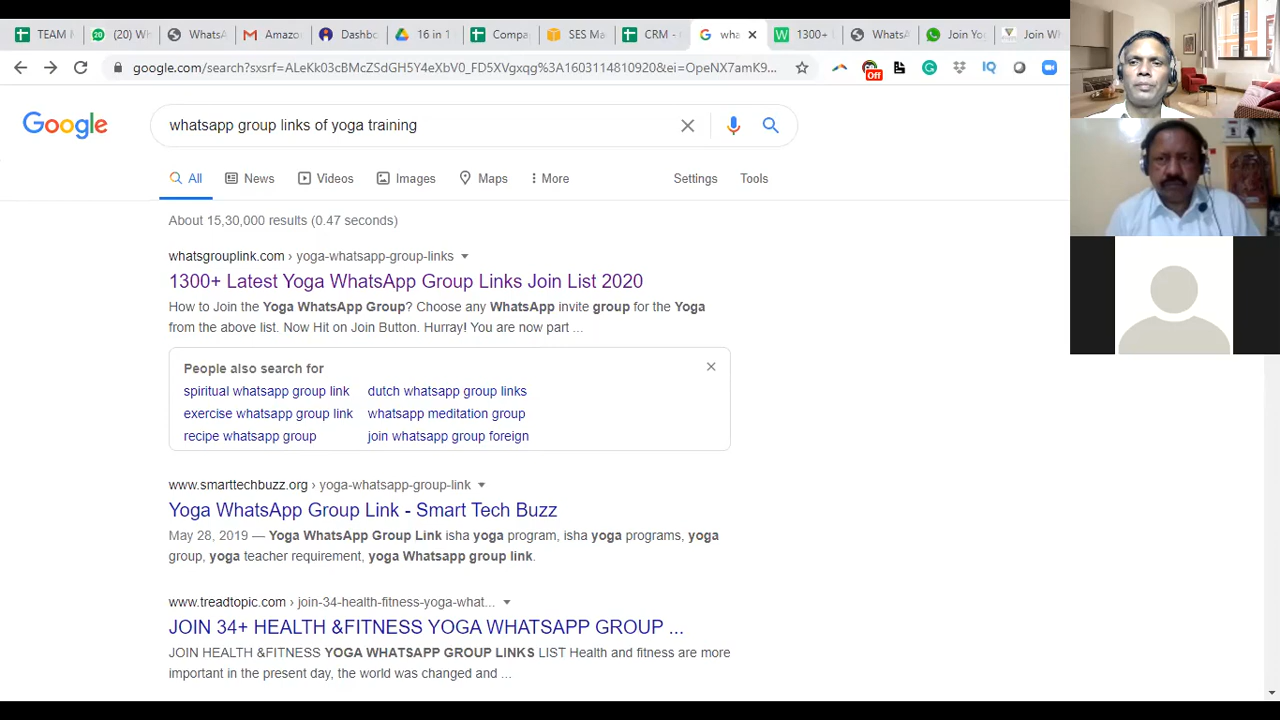 TEAM
(20) Wh
WhatsA
Amazo
Dashbo
16 in 1
Compa
SES Ma
CRM -
wha
1300+
WhatsA
Join Yo
Join Wh
google.com/search?sxsrf=ALeKk03cBMcZSdGH5Y4eXbV0_FD5XVgxqg%3A1603114810920&ei=OpeNX7amK9...
Off
IQ
Google
whatsapp group links of yoga training
All
News
Videos
Images
Maps
More
Settings
Tools
About 15,30,000 results (0.47 seconds)
whatsgrouplink.com › yoga-whatsapp-group-links
1300+ Latest Yoga WhatsApp Group Links Join List 2020
How to Join the Yoga WhatsApp Group? Choose any WhatsApp invite group for the Yoga
from the above list. Now Hit on Join Button. Hurray! You are now part ...
People also search for
spiritual whatsapp group link
dutch whatsapp group links
exercise whatsapp group link
whatsapp meditation group
recipe whatsapp group
join whatsapp group foreign
www.smarttechbuzz.org › yoga-whatsapp-group-link
Yoga WhatsApp Group Link - Smart Tech Buzz
May 28, 2019 — Yoga WhatsApp Group Link isha yoga program, isha yoga programs, yoga
group, yoga teacher requirement, yoga Whatsapp group link.
www.treadtopic.com › join-34-health-fitness-yoga-what...
JOIN 34+ HEALTH &FITNESS YOGA WHATSAPP GROUP ...
JOIN HEALTH &FITNESS YOGA WHATSAPP GROUP LINKS LIST Health and fitness are more
important in the present day, the world was changed and ...